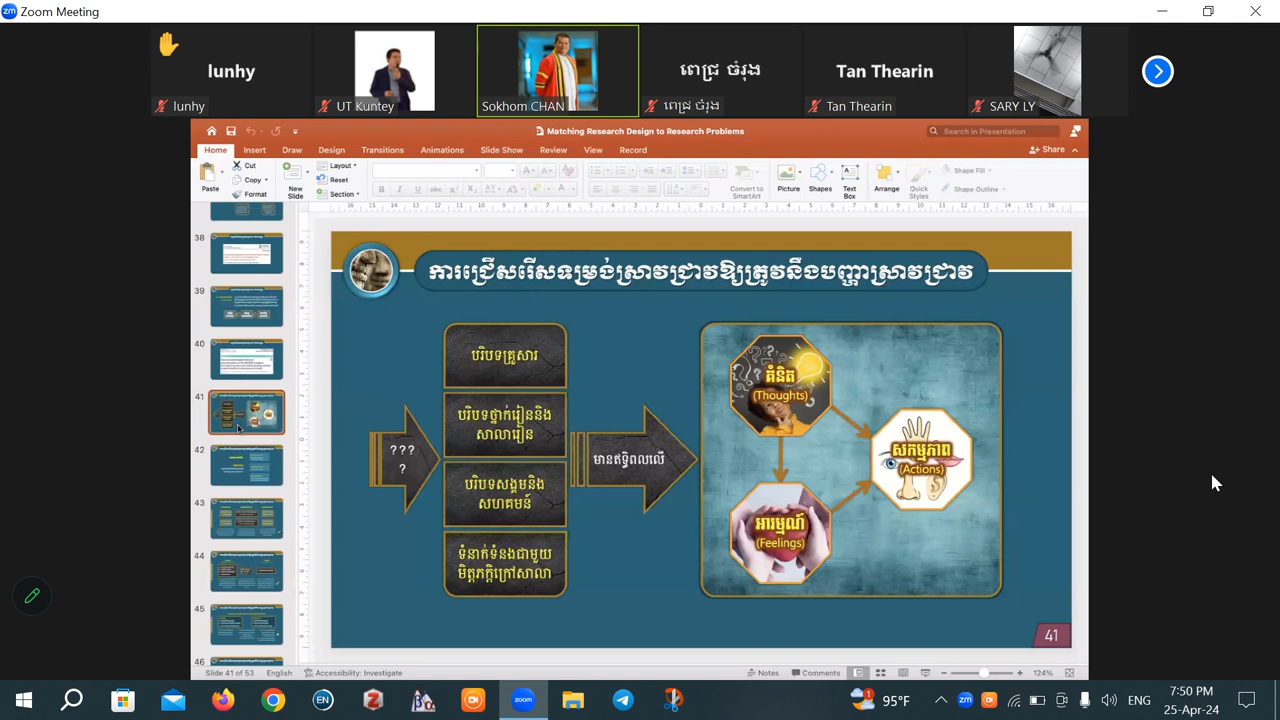 Zoom Meeting
lunhy
lunhy
UT Kuntey
Sokhom CHAN
ពេជ្រ ច័រុង
ពេជ្រ ច័រុង
Tan Thearin
Tan Thearin
SARY LY
Matching Research Design to Research Problems
Search in Presentation
Home Insert Draw Design Transitions Animations Slide Show Review View Record
Share
Paste
Cut
Copy
Format
New Slide
Layout
Reset
Section
Convert to SmartArt
Picture
Shapes
Text Box
Arrange
Quick Styles
Shape Fill
Shape Outline
38
39
40
41
42
43
44
45
46
ការជ្រើសរើសទម្រង់ស្រាវជ្រាវឱ្យត្រូវនឹងបញ្ហាស្រាវជ្រាវ
???
?
បរិបទគ្រួសារ
បរិបទថ្នាក់រៀននិង
សាលារៀន
បរិបទសង្គមនិង
សហគមន៍
ទំនាក់ទំនងជាមួយ
មិត្តភក្តិក្រៅសាលា
មានឥទ្ធិពលលើ
គំនិត
(Thoughts)
សកម្មភាព
(Actions)
អារម្មណ៍
(Feelings)
41
Slide 41 of 53
English
Accessibility: Investigate
Notes
Comments
124%
95°F
ENG
7:50 PM
25-Apr-24